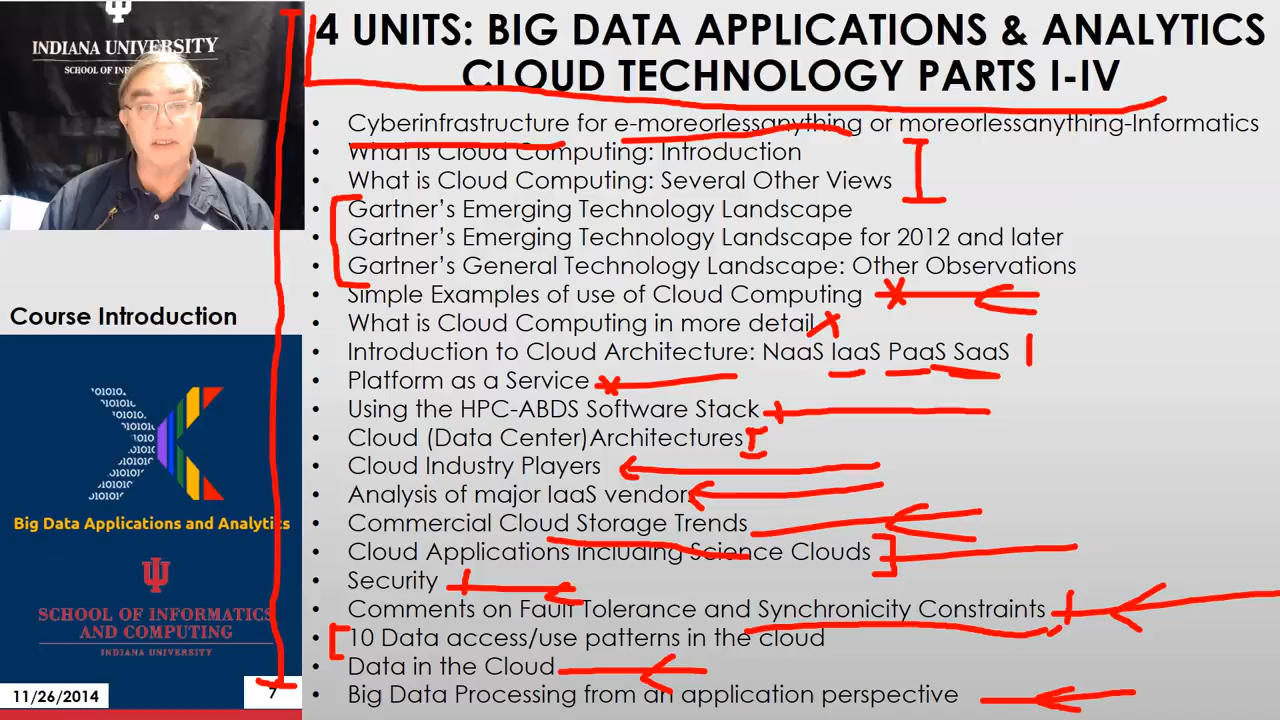 INDIANA UNIVERSITY
SCHOOL OF INF
4 UNITS: BIG DATA APPLICATIONS & ANALYTICS
CLOUD TECHNOLOGY PARTS I-IV
• Cyberinfrastructure for e-moreorlessanything or moreorlessanything-Informatics
• What is Cloud Computing: Introduction
• What is Cloud Computing: Several Other Views
• Gartner's Emerging Technology Landscape
• Gartner's Emerging Technology Landscape for 2012 and later
• Gartner's General Technology Landscape: Other Observations
• Simple Examples of use of Cloud Computing
• What is Cloud Computing in more detail
• Introduction to Cloud Architecture: NaaS IaaS PaaS SaaS
• Platform as a Service
• Using the HPC-ABDS Software Stack
• Cloud (Data Center)Architectures
• Cloud Industry Players
• Analysis of major IaaS vendors
• Commercial Cloud Storage Trends
• Cloud Applications including Science Clouds
• Security
• Comments on Fault Tolerance and Synchronicity Constraints
• 10 Data access/use patterns in the cloud
• Data in the Cloud
• Big Data Processing from an application perspective
Course Introduction
Big Data Applications and Analytics
SCHOOL OF INFORMATICS
AND COMPUTING
INDIANA UNIVERSITY
11/26/2014
7